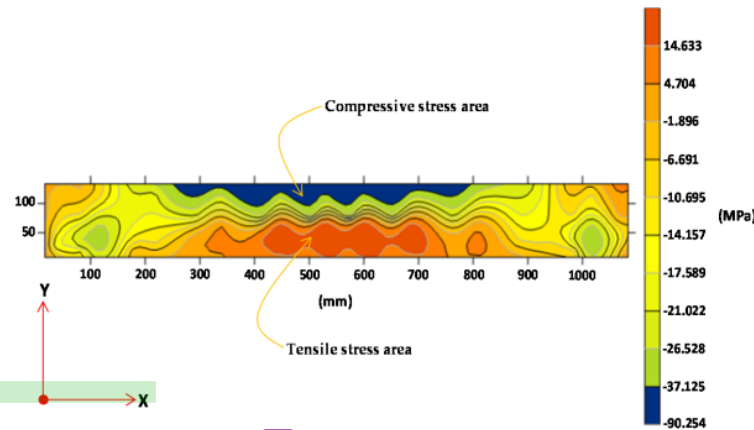 14.633
4.704
-1.896
-6.691
-10.695
-14.157
-17.589
-21.022
-26.528
-37.125
-90.254
(MPa)
Compressive stress area
100
50
100 200 300 400 500 600 700 800 900 1000
(mm)
Tensile stress area
Y
X